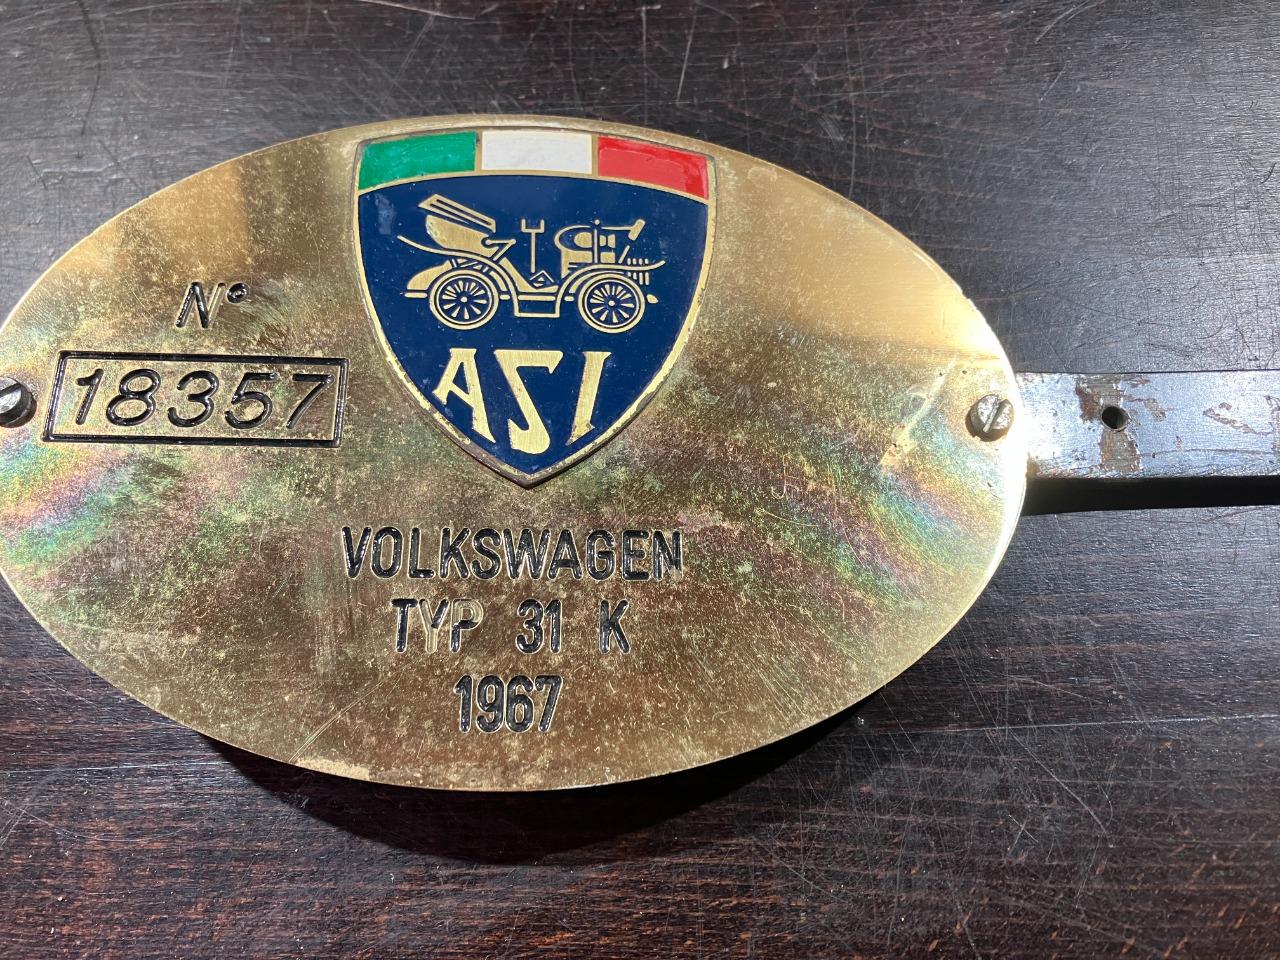 ASI
N°
18357
VOLKSWAGEN
TYP 31 K
1967